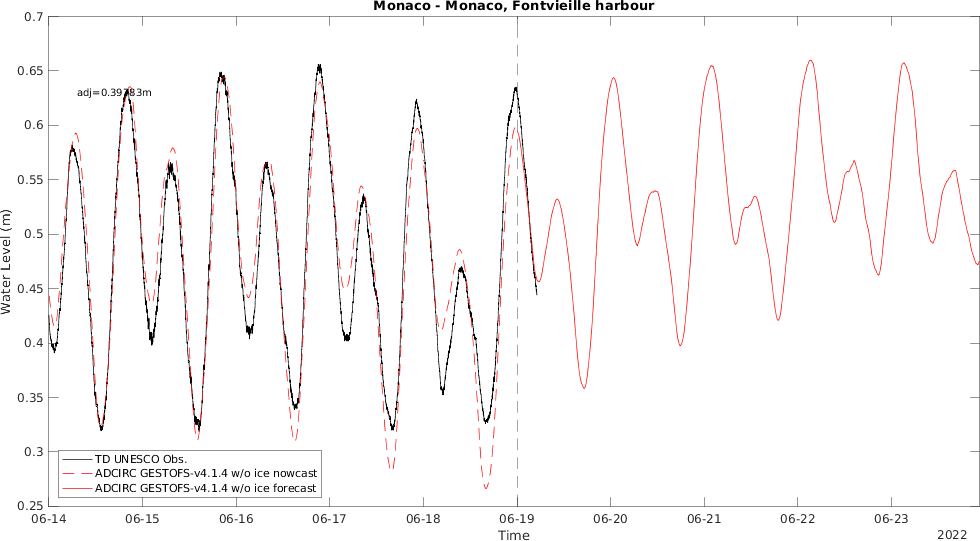 Monaco - Monaco, Fontvieille harbour
0.7
0.65
adj=0.39783m
0.6
0.55
0.5
0.45
0.4
0.35
0.3
0.25
Water Level (m)
TD UNESCO Obs.
ADCIRC GESTOFS-v4.1.4 w/o ice nowcast
ADCIRC GESTOFS-v4.1.4 w/o ice forecast
06-14 06-15 06-16 06-17 06-18 06-19 06-20 06-21 06-22 06-23
Time
2022